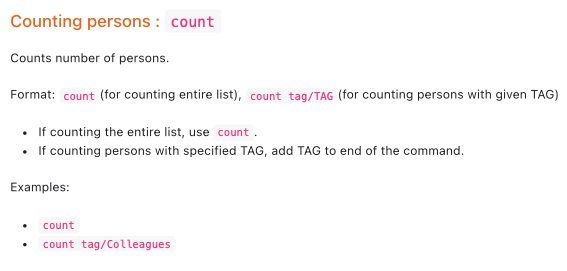 Counting persons : count
Counts number of persons.
Format: count (for counting entire list), count tag/TAG (for counting persons with given TAG)
• If counting the entire list, use count.
• If counting persons with specified TAG, add TAG to end of the command.
Examples:
• count
• count tag/Colleagues